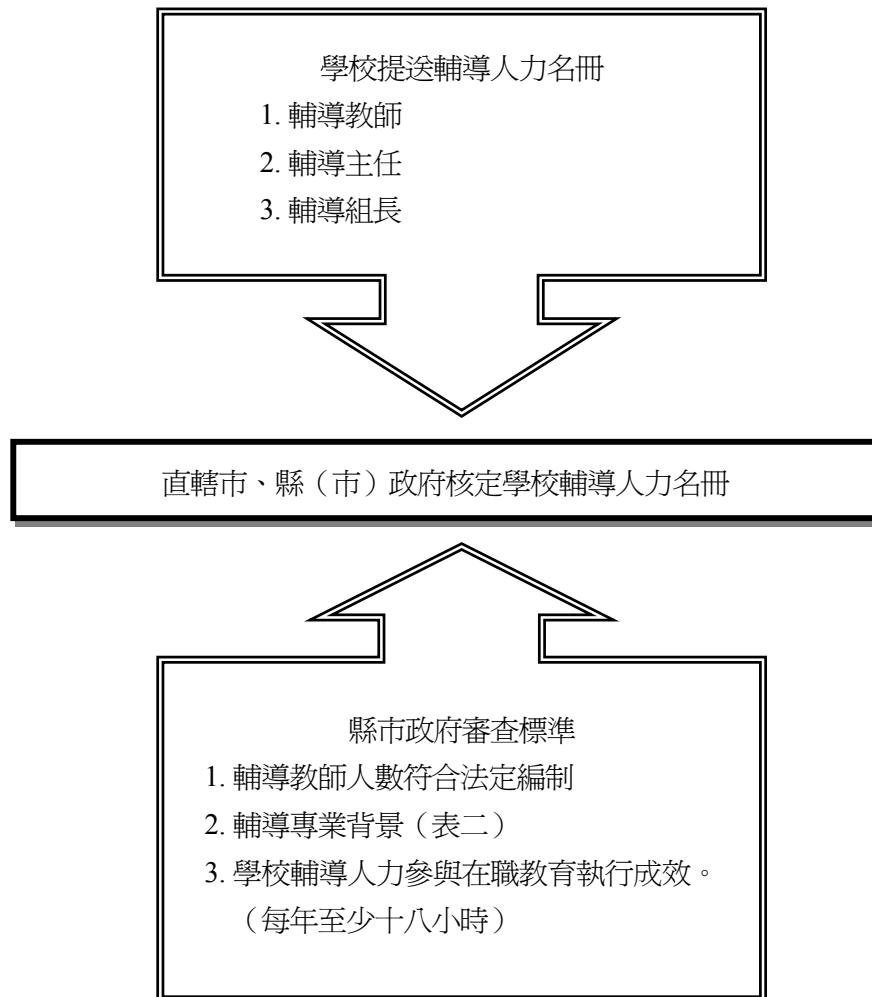 學校提送輔導人力名冊
1. 輔導教師
2. 輔導主任
3. 輔導組長
直轄市、縣（市）政府核定學校輔導人力名冊
縣市政府審查標準
1. 輔導教師人數符合法定編制
2. 輔導專業背景（表二）
3. 學校輔導人力參與在職教育執行成效。
（每年至少十八小時）